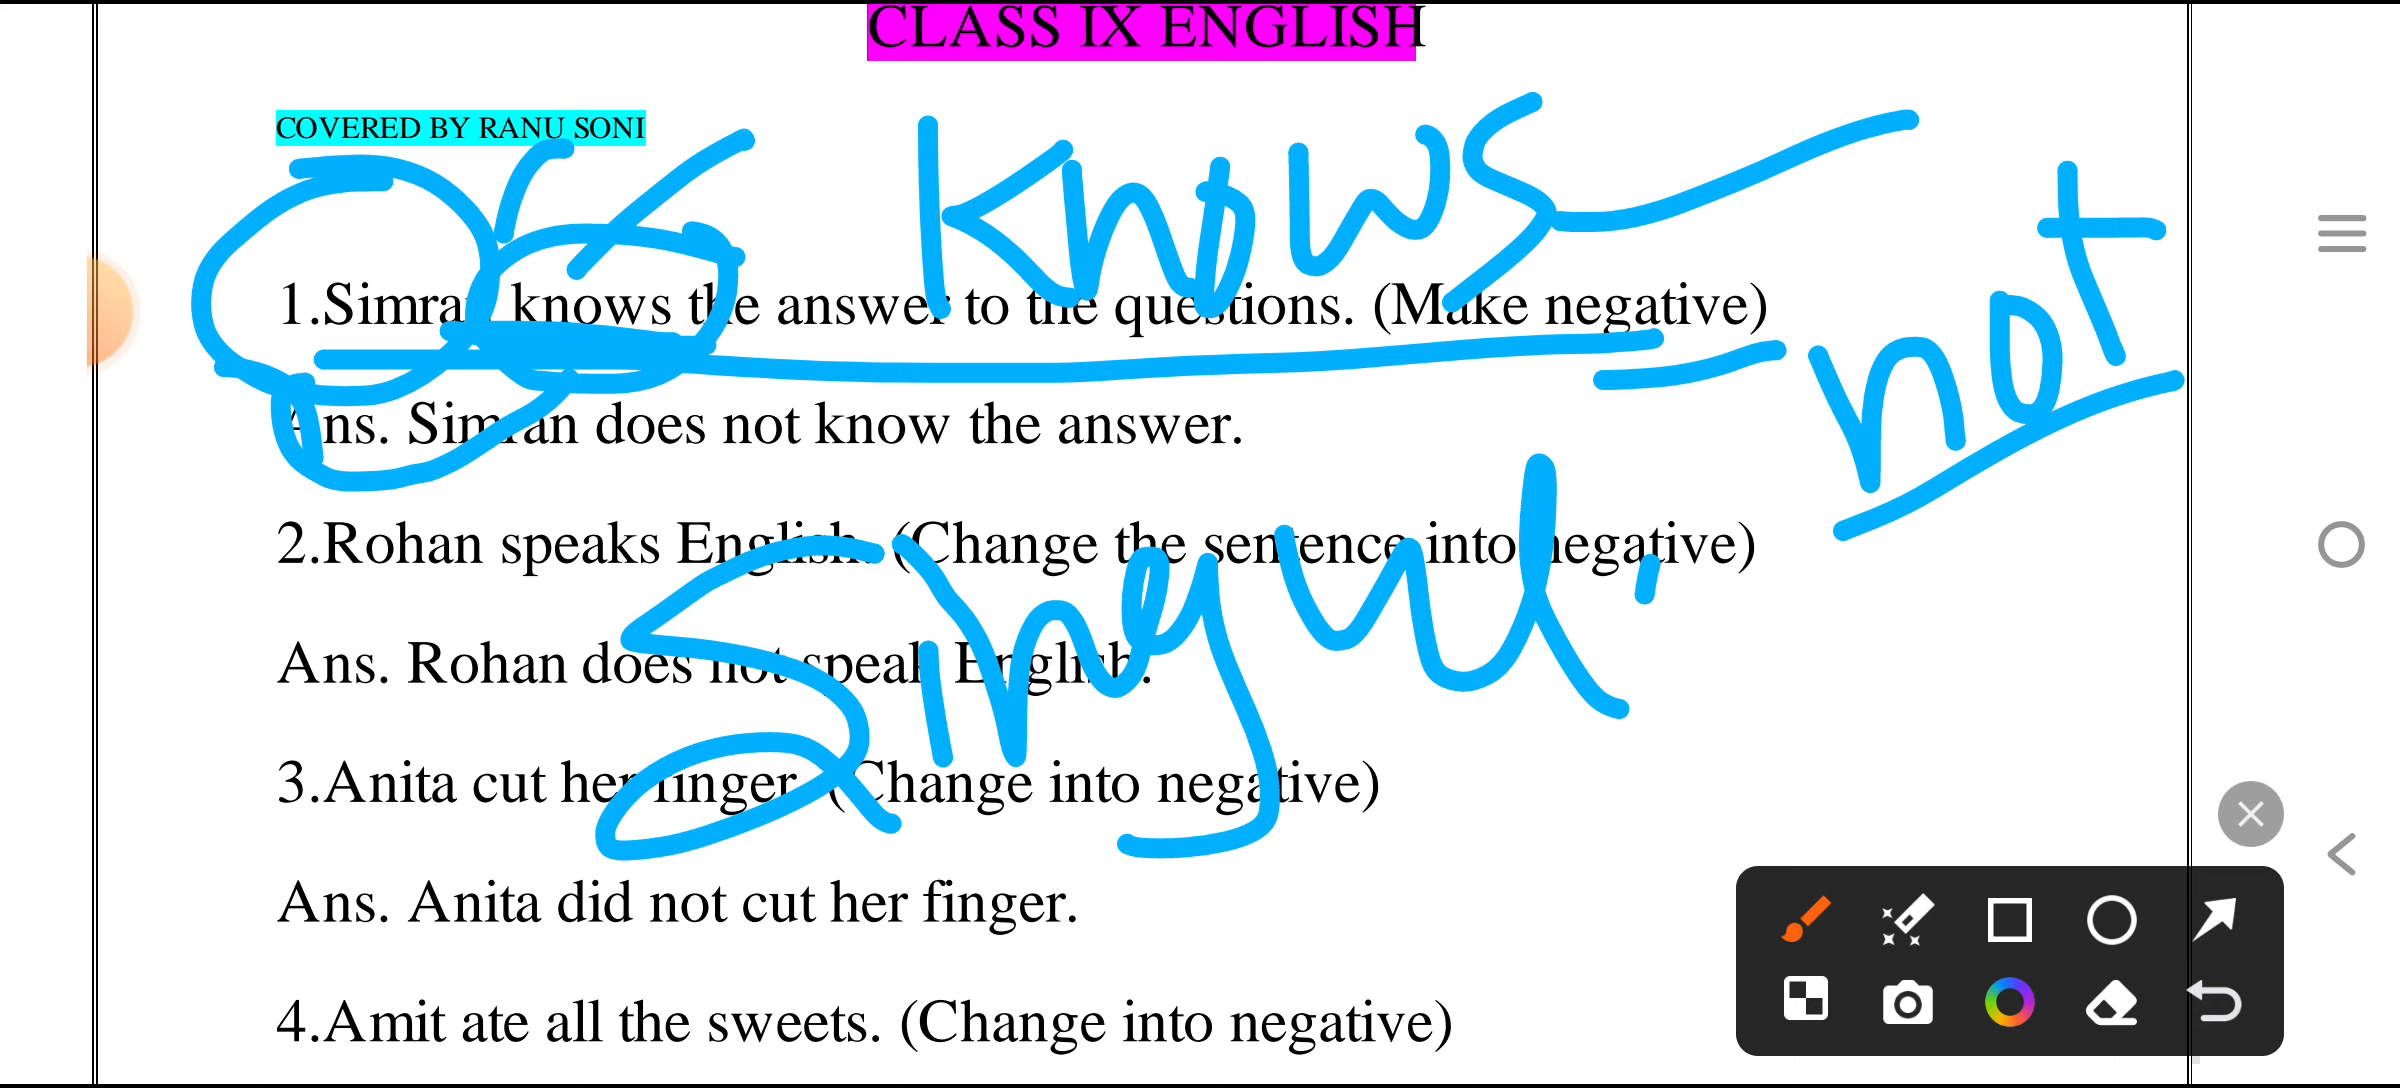 CLASS IX ENGLISH
COVERED BY RANU SONI
Knows
not
1.Simran knows the answer to the questions. (Make negative)
Ans. Simran does not know the answer.
2.Rohan speaks English. (Change the sentence into negative)
Ans. Rohan does not speak English.
Singul
3.Anita cut her finger. (Change into negative)
Ans. Anita did not cut her finger.
4.Amit ate all the sweets. (Change into negative)